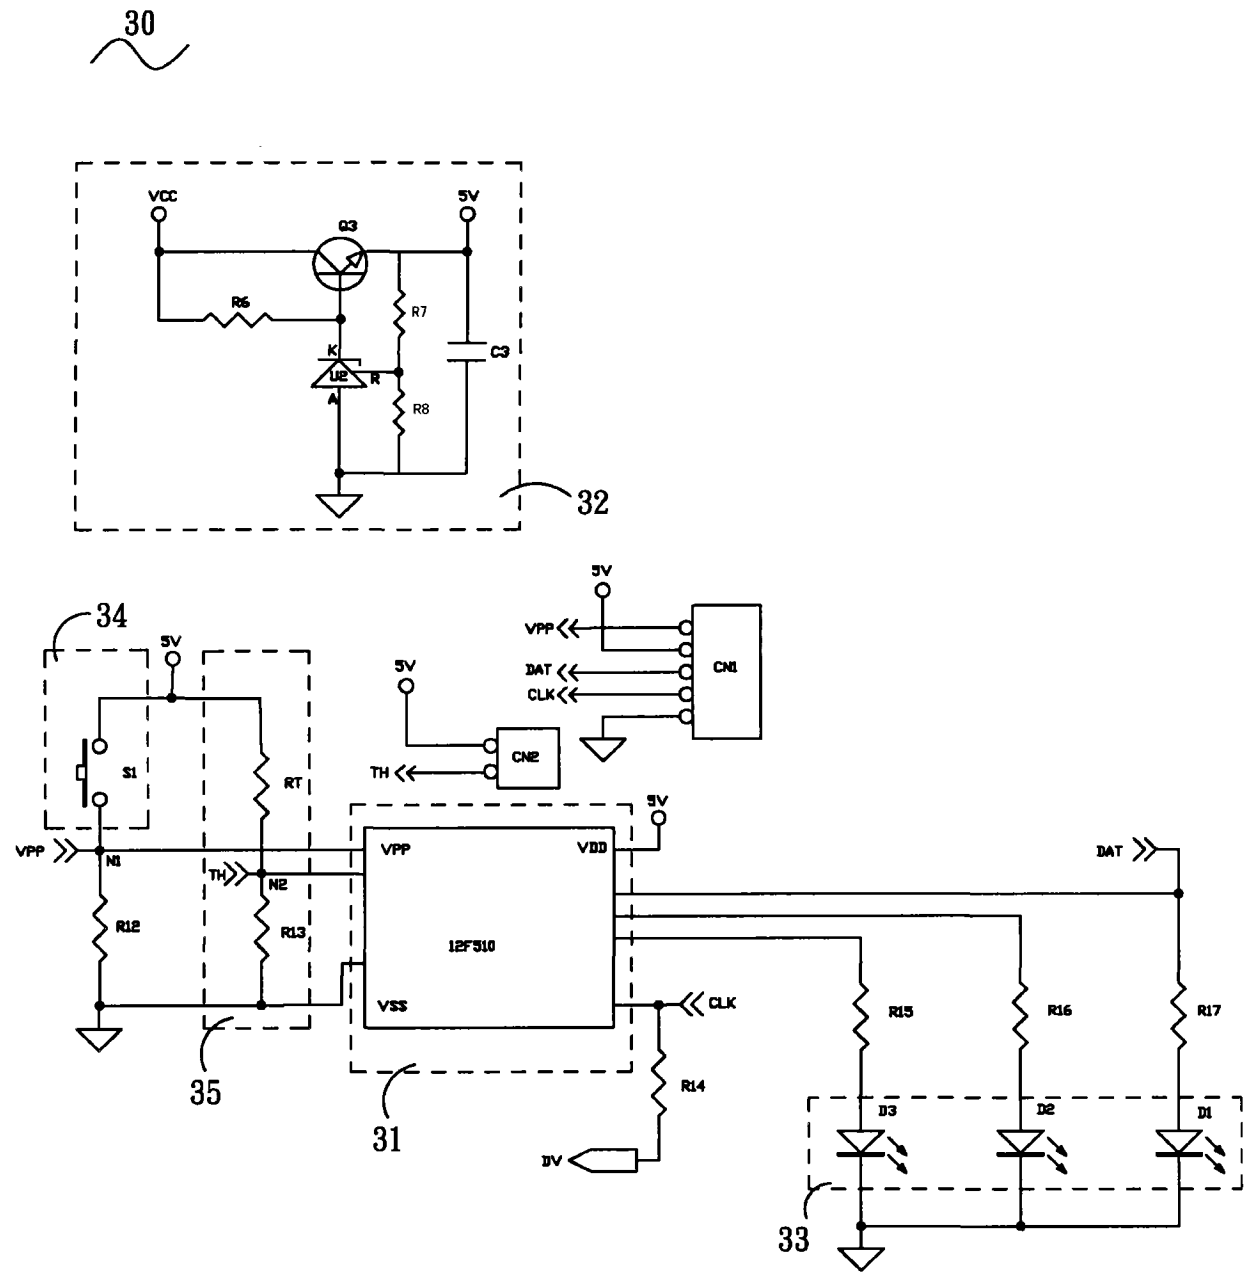 30
VCC
5V
Q3
R6
R7
K
U2
R
C3
A
R8
32
34
5V
5V
VPP
DAT
CLK
CN1
5V
TH
CN2
S1
RT
5V
VPP
N1
VPP
VDD
DAT
TH
N2
R12
R13
12F510
VSS
CLK
R15
R16
R17
35
31
R14
DV
D3
D2
D1
33